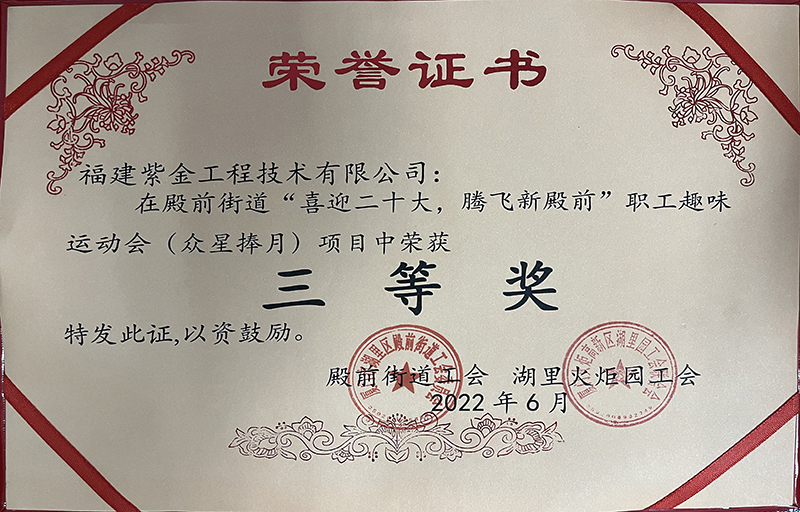 荣誉证书
福建紫金工程技术有限公司：
在殿前街道“喜迎二十大，腾飞新殿前”职工趣味
运动会（众星捧月）项目中荣获
三等奖
特发此证,以资鼓励。
殿前街道工会 湖里火炬园工会
2022年6月